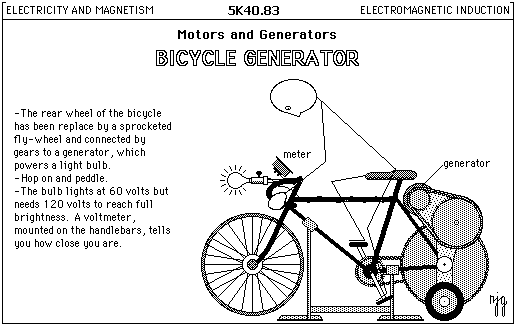 ELECTRICITY AND MAGNETISM
5K40.83
ELECTROMAGNETIC INDUCTION
Motors and Generators
BICYCLE GENERATOR
-The rear wheel of the bicycle
has been replace by a sprocketed
fly-wheel and connected by
gears to a generator, which
powers a light bulb.
-Hop on and peddle.
-The bulb lights at 60 volts but
needs 120 volts to reach full
brightness. A voltmeter,
mounted on the handlebars, tells
you how close you are.
meter
generator